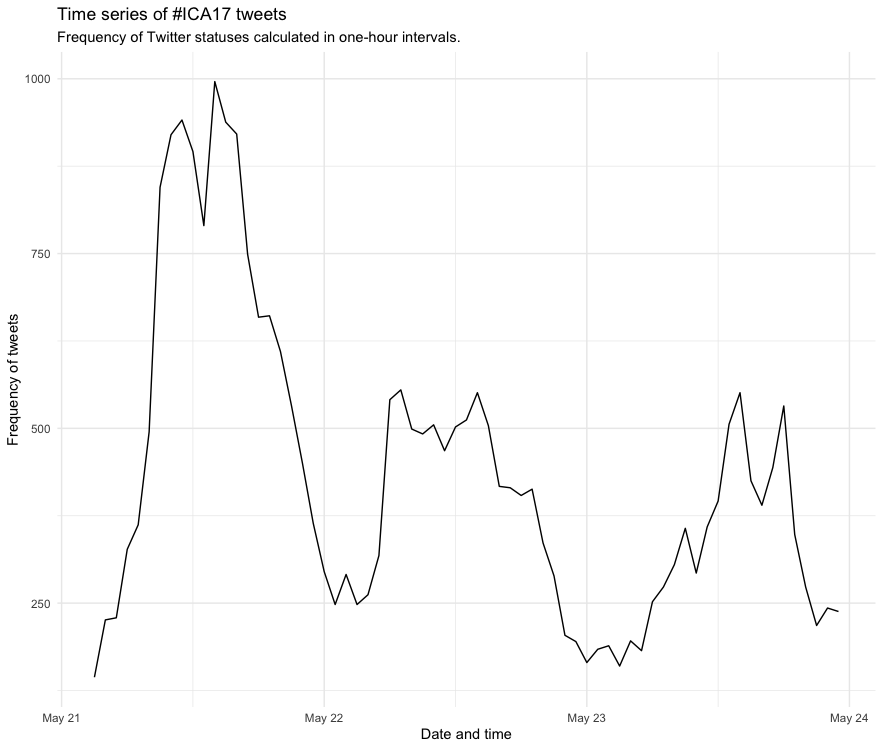 Time series of #ICA17 tweets
Frequency of Twitter statuses calculated in one-hour intervals.
1000
750
500
250
Frequency of tweets
May 21
May 22
May 23
May 24
Date and time